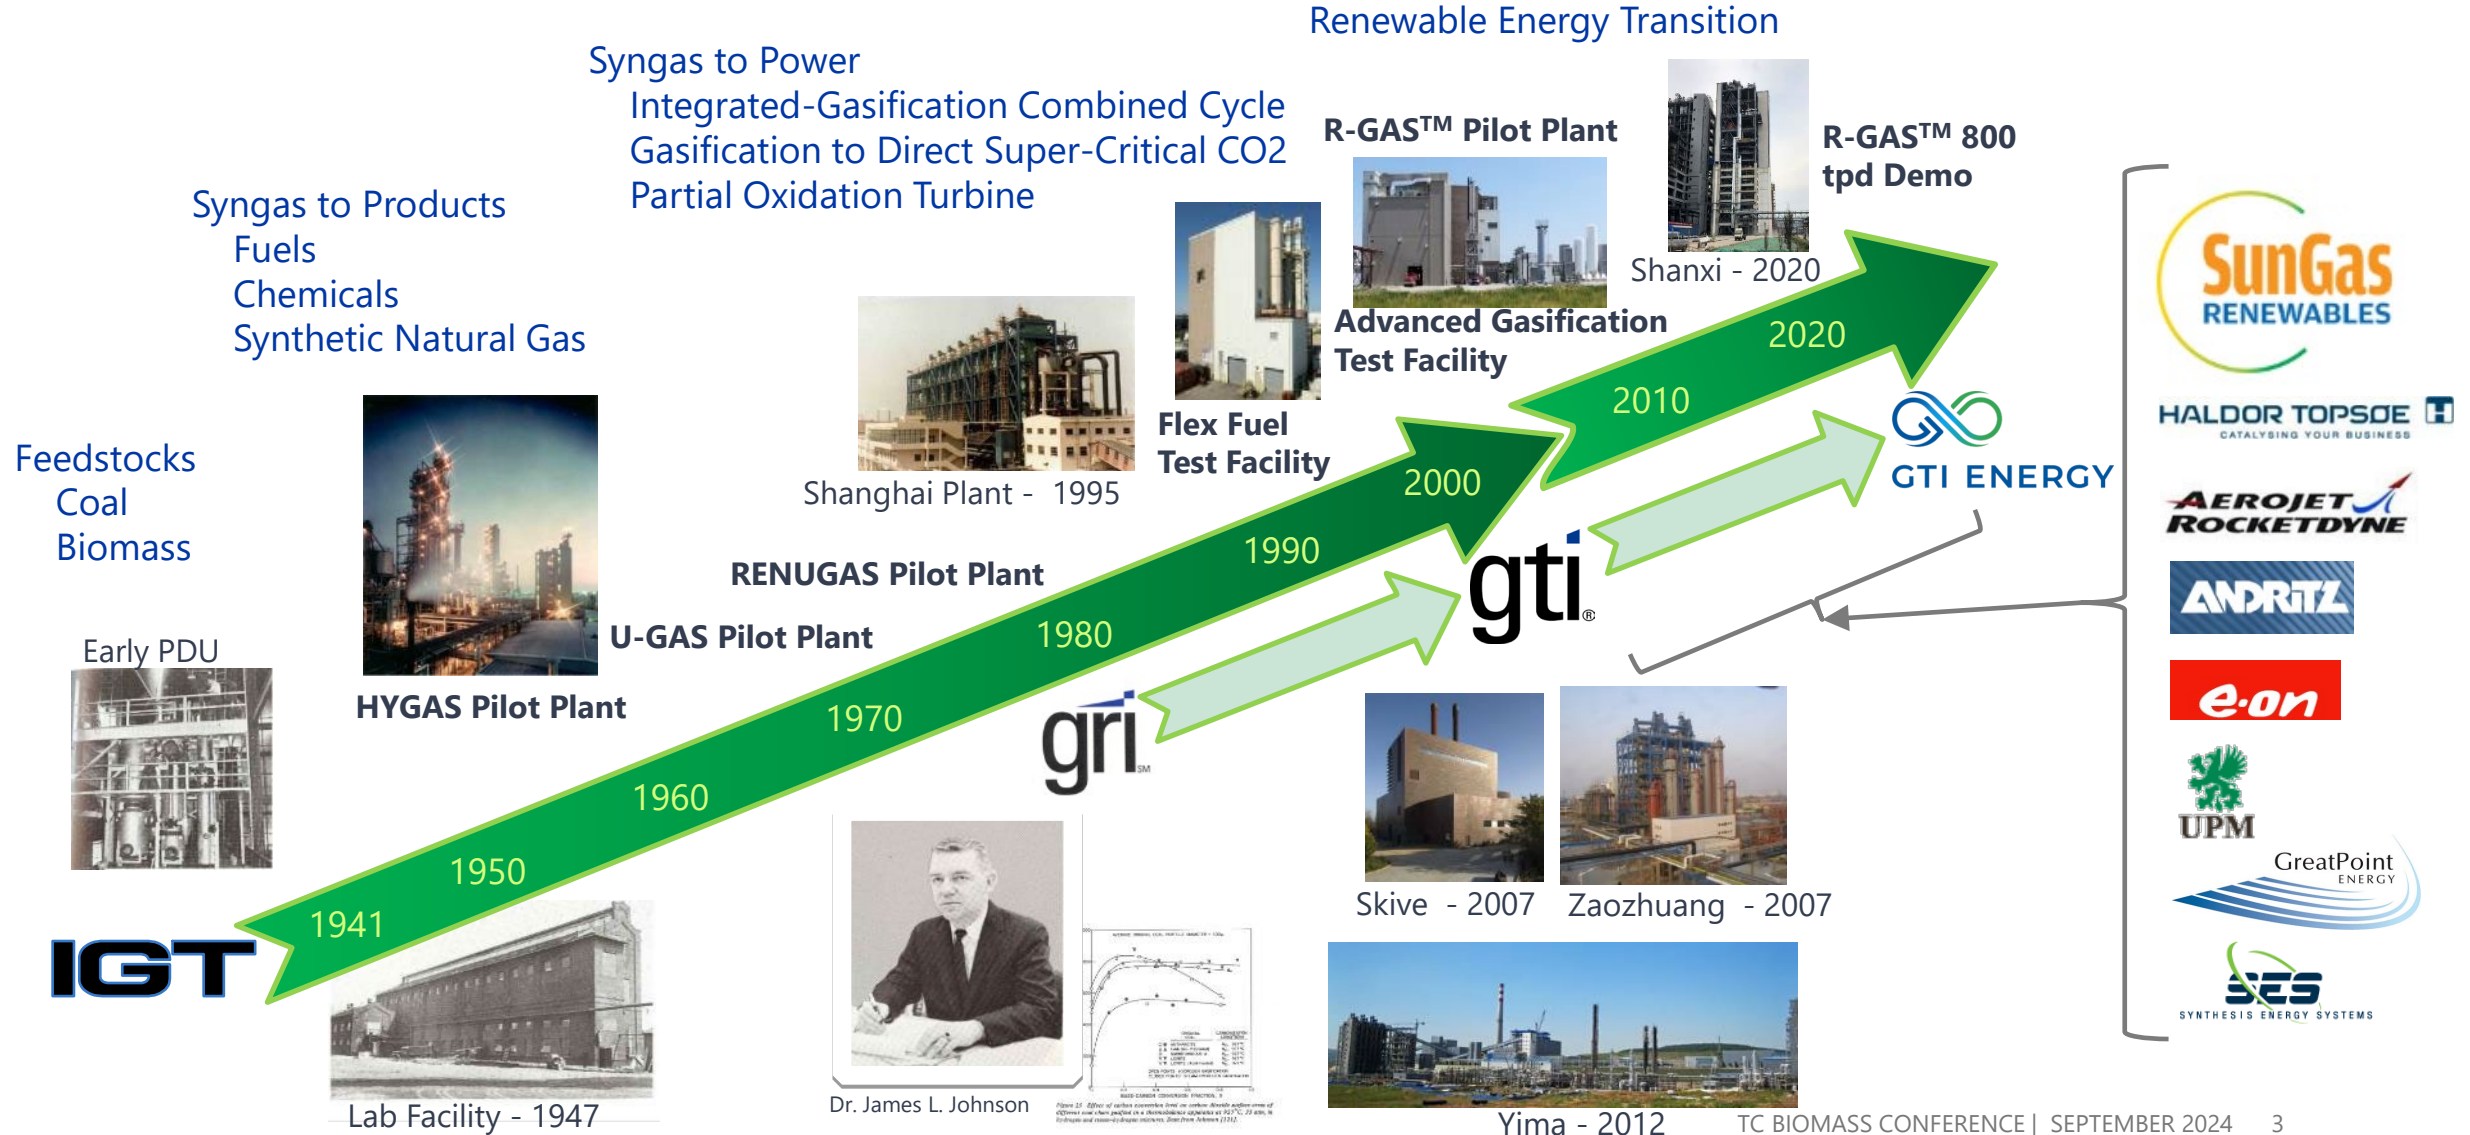 Renewable Energy Transition
Syngas to Power
Integrated-Gasification Combined Cycle
Gasification to Direct Super-Critical CO2
Partial Oxidation Turbine
Syngas to Products
Fuels
Chemicals
Synthetic Natural Gas
Feedstocks
Coal
Biomass
R-GAS™ Pilot Plant
R-GAS™ 800
tpd Demo
Shanxi - 2020
Advanced Gasification
Test Facility
Flex Fuel
Test Facility
Shanghai Plant - 1995
RENUGAS Pilot Plant
U-GAS Pilot Plant
HYGAS Pilot Plant
Early PDU
1941
1950
1960
1970
1980
1990
2000
2010
2020
IGT
gri SM
gti®
GTI ENERGY
Lab Facility - 1947
Dr. James L. Johnson
Skive - 2007
Zaozhuang - 2007
Yima - 2012
SunGas
RENEWABLES
HALDOR TOPSØE H
CATALYSING YOUR BUSINESS
AEROJET
ROCKETDYNE
ANDRITZ
e·on
UPM
GreatPoint
ENERGY
SES
SYNTHESIS ENERGY SYSTEMS
TC BIOMASS CONFERENCE | SEPTEMBER 2024 3